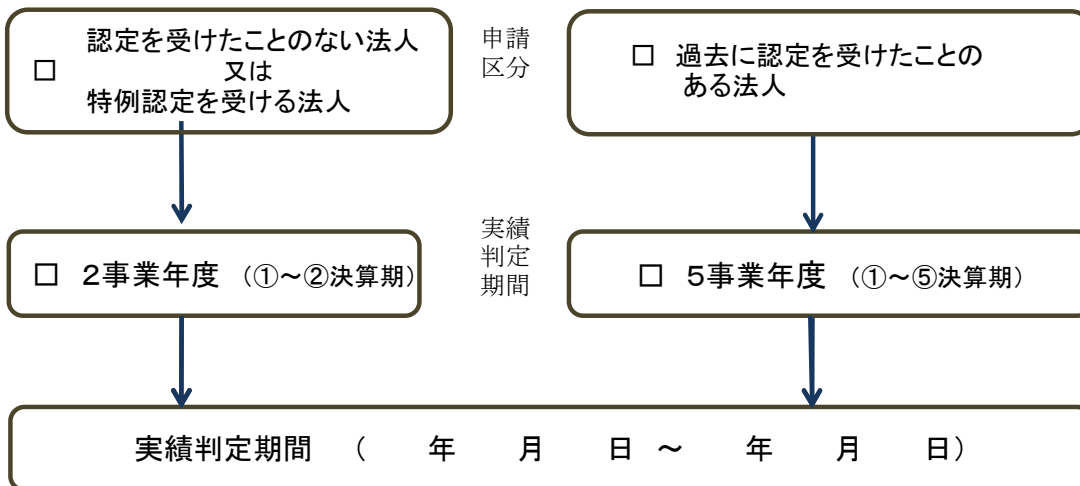 認定を受けたことのない法人
□ 又は
特例認定を受ける法人
申請
区分
□ 過去に認定を受けたことの
ある法人
□ 2事業年度 (①~②決算期)
実績
判定
期間
□ 5事業年度 (①~⑤決算期)
実績判定期間 ( 年 月 日 ~ 年 月 日)